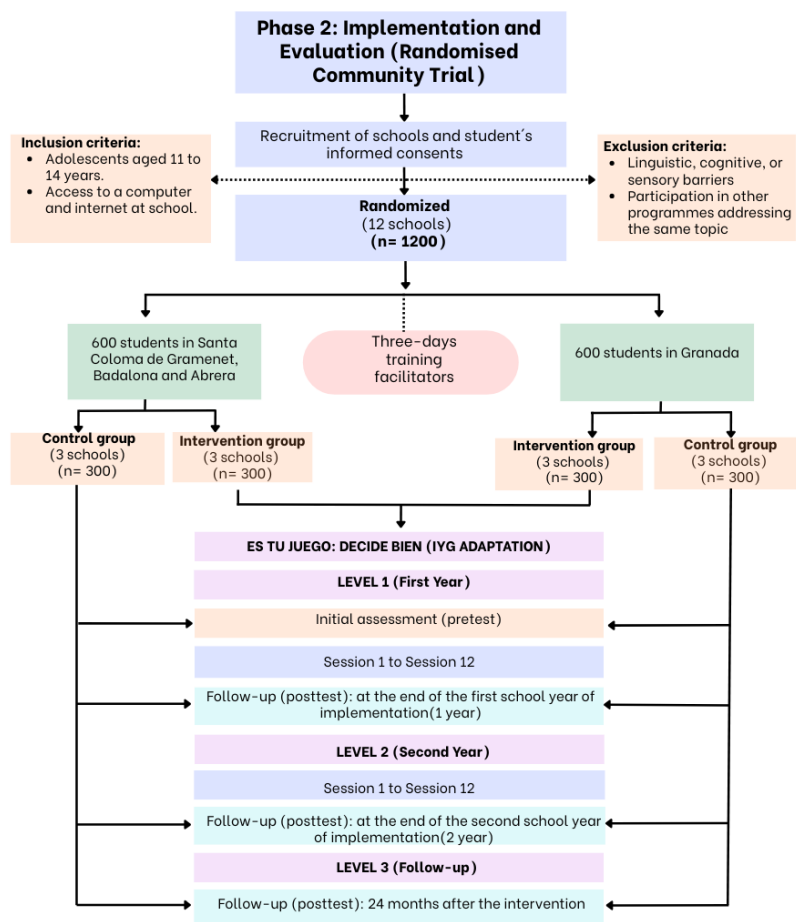 Phase 2: Implementation and
Evaluation (Randomised
Community Trial)
Recruitment of schools and student´s
informed consents
Inclusion criteria:
• Adolescents aged 11 to
14 years.
• Access to a computer
and internet at school.
Exclusion criteria:
• Linguistic, cognitive, or
sensory barriers
• Participation in other
programmes addressing
the same topic
Randomized
(12 schools)
(n= 1200)
600 students in Santa
Coloma de Gramenet,
Badalona and Abrera
Three-days
training
facilitators
600 students in Granada
Control group
(3 schools)
(n= 300)
Intervention group
(3 schools)
(n= 300)
Intervention group
(3 schools)
(n= 300)
Control group
(3 schools)
(n= 300)
ES TU JUEGO: DECIDE BIEN (IYG ADAPTATION)
LEVEL 1 (First Year)
Initial assessment (pretest)
Session 1 to Session 12
Follow-up (posttest): at the end of the first school year of
implementation(1 year)
LEVEL 2 (Second Year)
Session 1 to Session 12
Follow-up (posttest): at the end of the second school year
of implementation(2 year)
LEVEL 3 (Follow-up)
Follow-up (posttest): 24 months after the intervention